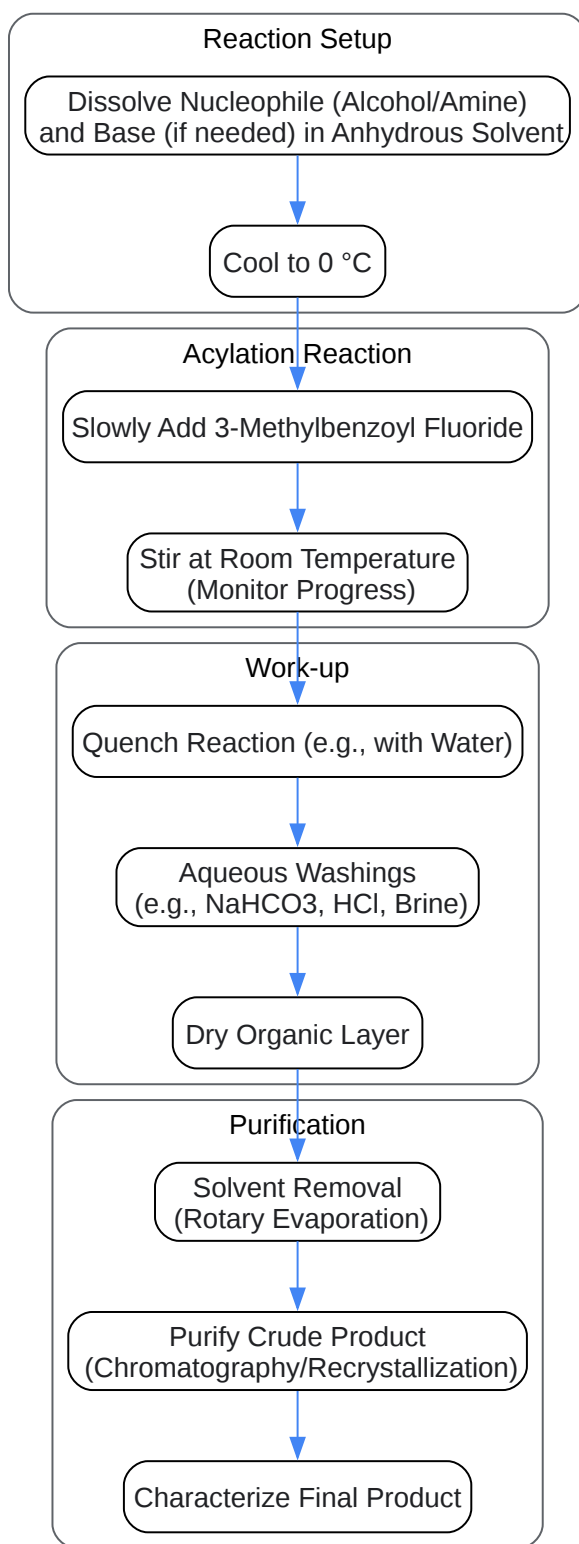 Reaction Setup
Dissolve Nucleophile (Alcohol/Amine)
and Base (if needed) in Anhydrous Solvent
Cool to 0 °C
Acylation Reaction
Slowly Add 3-Methylbenzoyl Fluoride
Stir at Room Temperature
(Monitor Progress)
Work-up
Quench Reaction (e.g., with Water)
Aqueous Washings
(e.g., NaHCO3, HCl, Brine)
Dry Organic Layer
Purification
Solvent Removal
(Rotary Evaporation)
Purify Crude Product
(Chromatography/Recrystallization)
Characterize Final Product